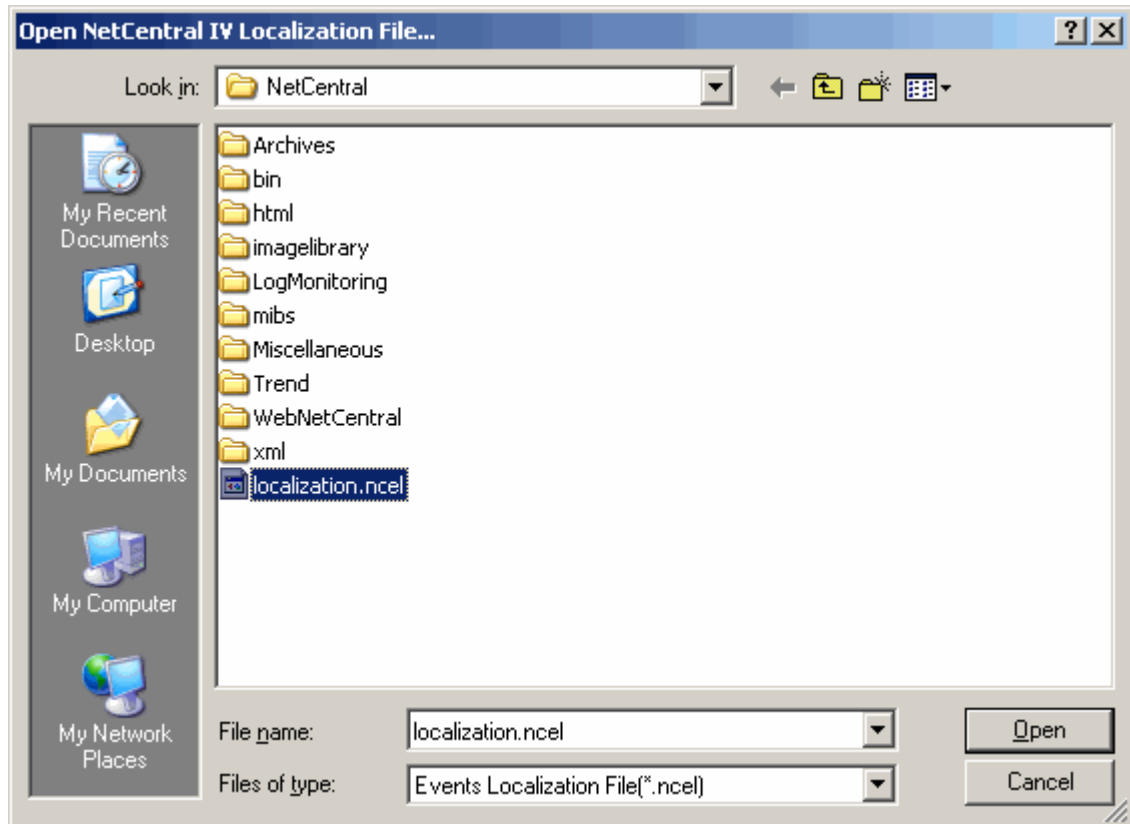 Open NetCentral IV Localization File...
Look in:
NetCentral
My Recent
Documents
Desktop
My Documents
My Computer
My Network
Places
Archives
bin
html
imagelibrary
LogMonitoring
mibs
Miscellaneous
Trend
WebNetCentral
xml
localization.ncel
File name:
localization.ncel
Open
Files of type:
Events Localization File(*.ncel)
Cancel